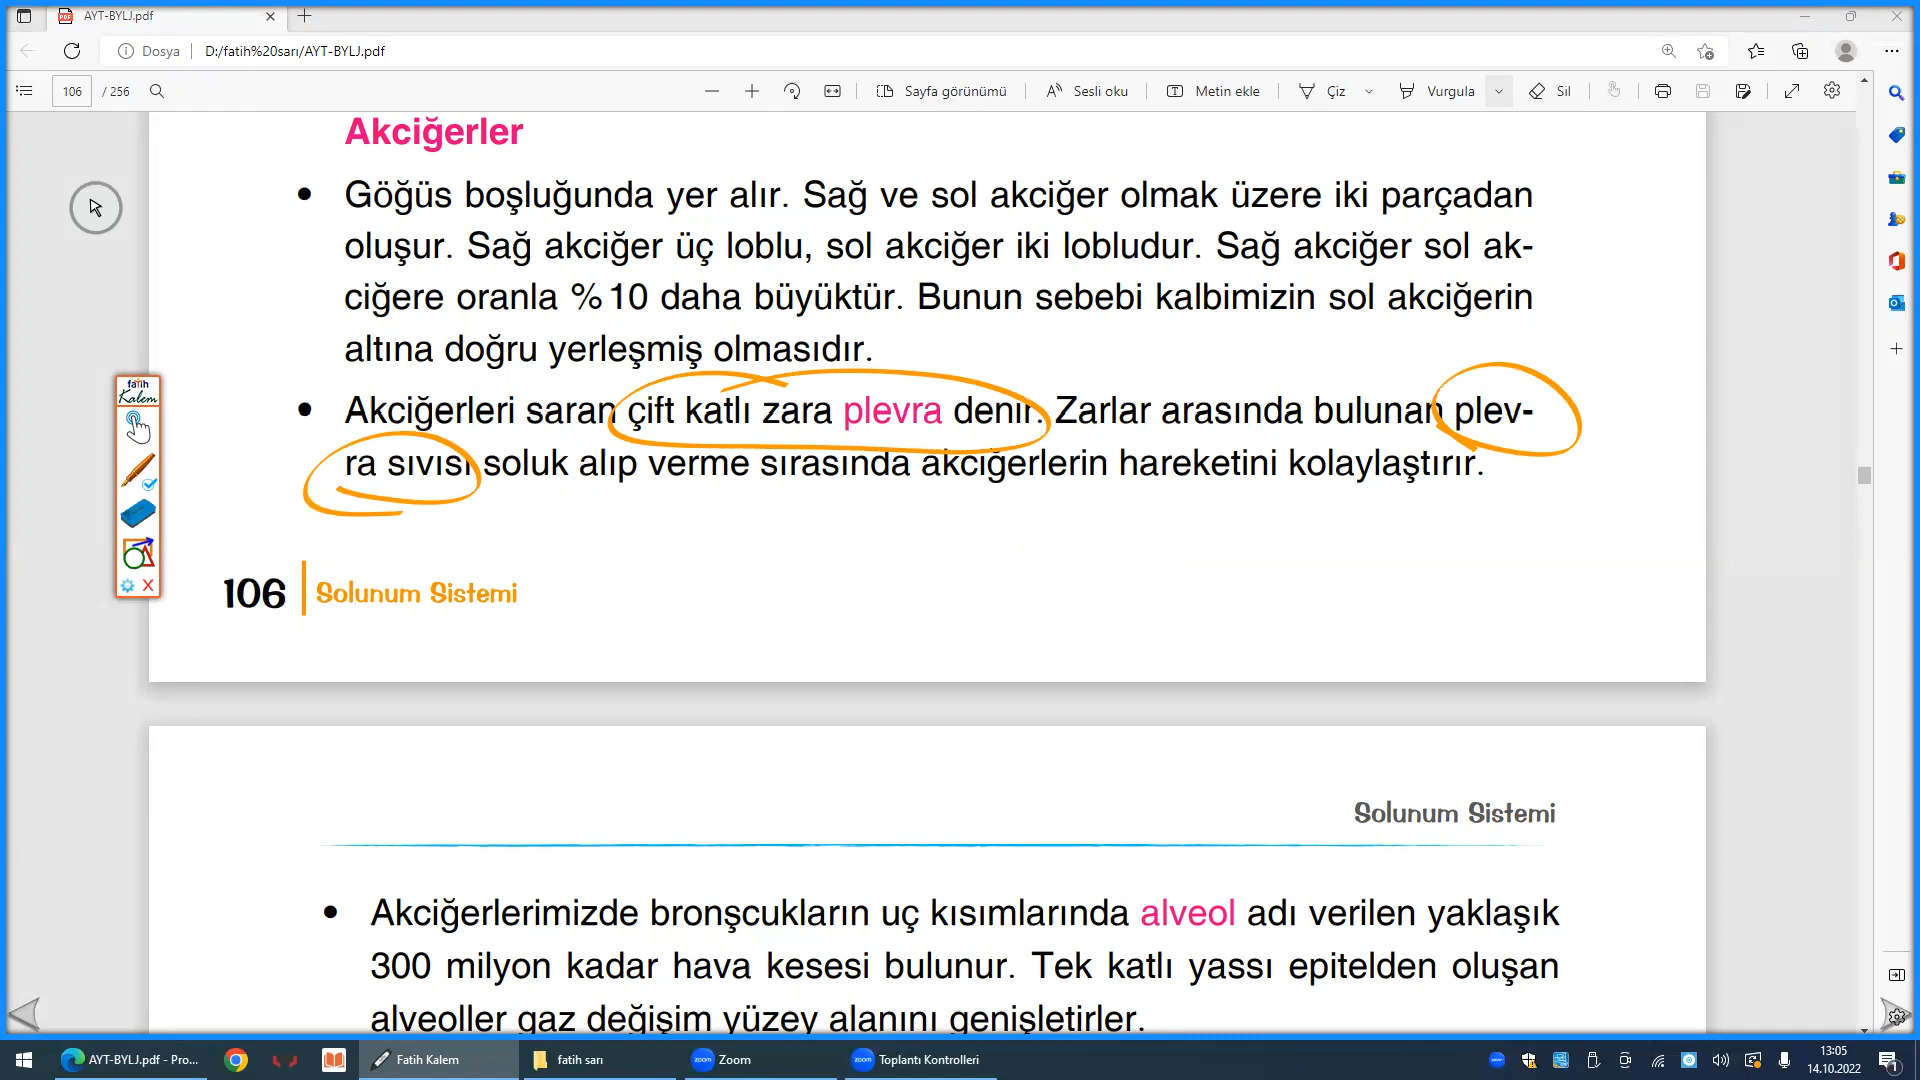 AYT-BYLJ.pdf
Dosya D:/fatih%20sarı/AYT-BYLJ.pdf
106 / 256 Sayfa görünümü Sesli oku Metin ekle Çiz Vurgula Sil
Akciğerler
• Göğüs boşluğunda yer alır. Sağ ve sol akciğer olmak üzere iki parçadan
oluşur. Sağ akciğer üç loblu, sol akciğer iki lobludur. Sağ akciğer sol ak-
ciğere oranla %10 daha büyüktür. Bunun sebebi kalbimizin sol akciğerin
altına doğru yerleşmiş olmasıdır.
• Akciğerleri saran çift katlı zara plevra denir. Zarlar arasında bulunan plev-
ra sıvısı soluk alıp verme sırasında akciğerlerin hareketini kolaylaştırır.
fatih
Kalem
106 Solunum Sistemi
Solunum Sistemi
• Akciğerlerimizde bronşcukların uç kısımlarında alveol adı verilen yaklaşık
300 milyon kadar hava kesesi bulunur. Tek katlı yassı epitelden oluşan
alveoller gaz değişim yüzey alanını genişletirler.
AYT-BYLJ.pdf - Pro... Fatih Kalem fatih sarı Zoom Toplantı Kontrolleri 13:05
14.10.2022